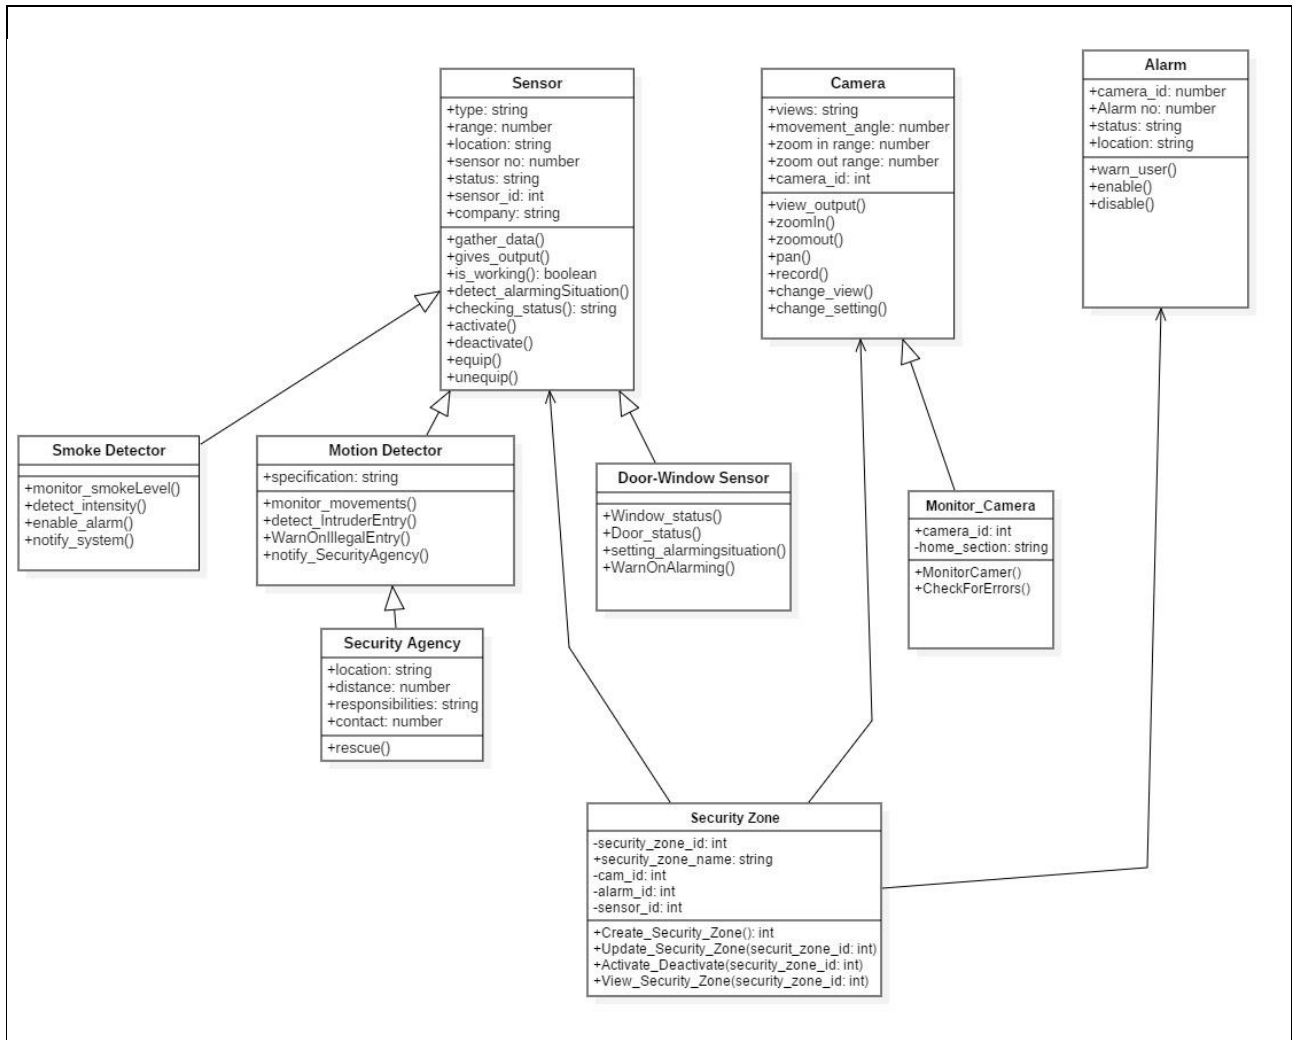 Sensor
+type: string
+range: number
+location: string
+sensor no: number
+status: string
+sensor_id: int
+company: string
+gather_data()
+gives_output()
+is_working(): boolean
+detect_alarmingSituation()
+checking_status(): string
+activate()
+deactivate()
+equip()
+unequip()
Camera
+views: string
+movement_angle: number
+zoom in range: number
+zoom out range: number
+camera_id: int
+view_output()
+zoomIn()
+zoomout()
+pan()
+record()
+change_view()
+change_setting()
Alarm
+camera_id: number
+Alarm no: number
+status: string
+location: string
+warn_user()
+enable()
+disable()
Smoke Detector
+monitor_smokeLevel()
+detect_intensity()
+enable_alarm()
+notify_system()
Motion Detector
+specification: string
+monitor_movements()
+detect_IntruderEntry()
+WarnOnIllegalEntry()
+notify_SecurityAgency()
Door-Window Sensor
+Window_status()
+Door_status()
+setting_alarmingsituation()
+WarnOnAlarming()
Monitor_Camera
+camera_id: int
-home_section: string
+MonitorCamer()
+CheckForErrors()
Security Agency
+location: string
+distance: number
+responsibilities: string
+contact: number
+rescue()
Security Zone
-security_zone_id: int
+security_zone_name: string
-cam_id: int
-alarm_id: int
-sensor_id: int
+Create_Security_Zone(): int
+Update_Security_Zone(securit_zone_id: int)
+Activate_Deactivate(security_zone_id: int)
+View_Security_Zone(security_zone_id: int)